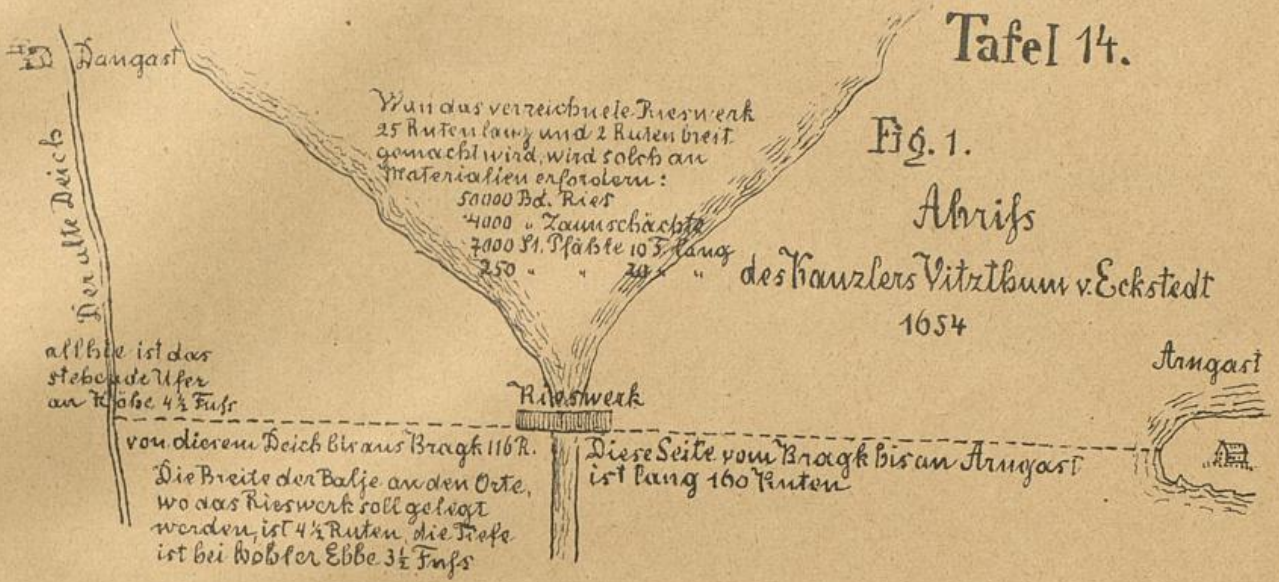 Tafel 14.
Fig. 1.
Abriss
des Kanzlers Vitzthum v. Eckstedt
1654
Dangast
Der alte Deich
Wan das verzeichnete Rieswerk
25 Ruten lang und 2 Ruten breit
gemacht wird, wird solch an
Materialien erfordern:
50000 Bd. Ries
4000 " Zaunschächte
7000 St. Pfähle 10 F. lang
250 " " 20 " "
allhie ist das
stehende Ufer
an Höhe 4½ Fuss
Rieswerk
Arngast
von diesem Deich bis ans Bragk 116 R.
Diese Seite vom Bragk bis an Arngast
ist lang 160 Ruten
Die Breite der Balje an den Orte,
wo das Rieswerk soll gelegt
werden, ist 4½ Ruten, die Tiefe
ist bei hohler Ebbe 3½ Fuss